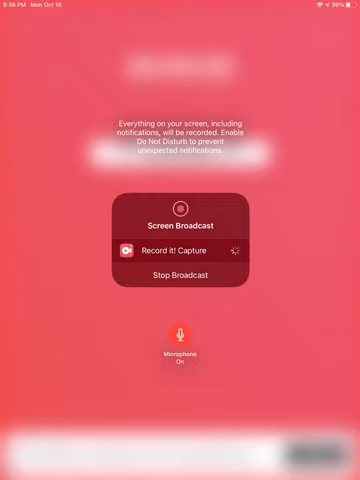 9:56 PM Mon Oct 18
39%
Everything on your screen, including
notifications, will be recorded. Enable
Do Not Disturb to prevent
unexpected notifications.
Screen Broadcast
Record it! Capture
Stop Broadcast
Microphone
On